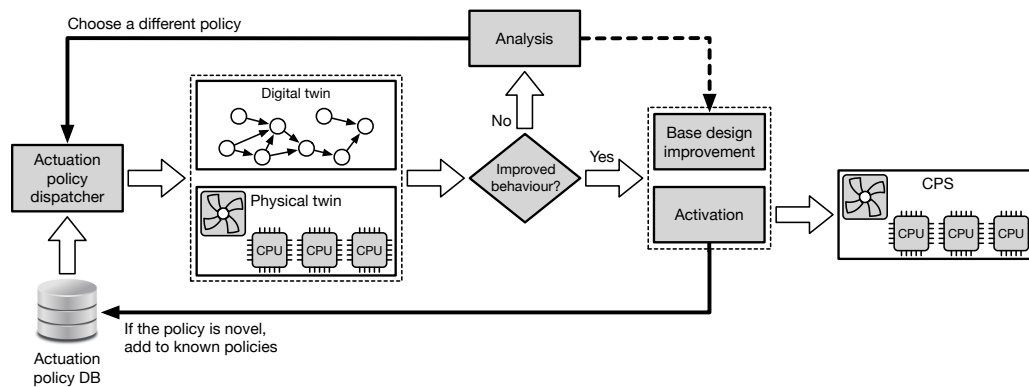 Choose a different policy
Analysis
Digital twin
No
Base design
improvement
Actuation
policy
dispatcher
Improved
behaviour?
Yes
CPS
Physical twin
Activation
CPU CPU CPU
CPU CPU CPU
If the policy is novel,
add to known policies
Actuation
policy DB